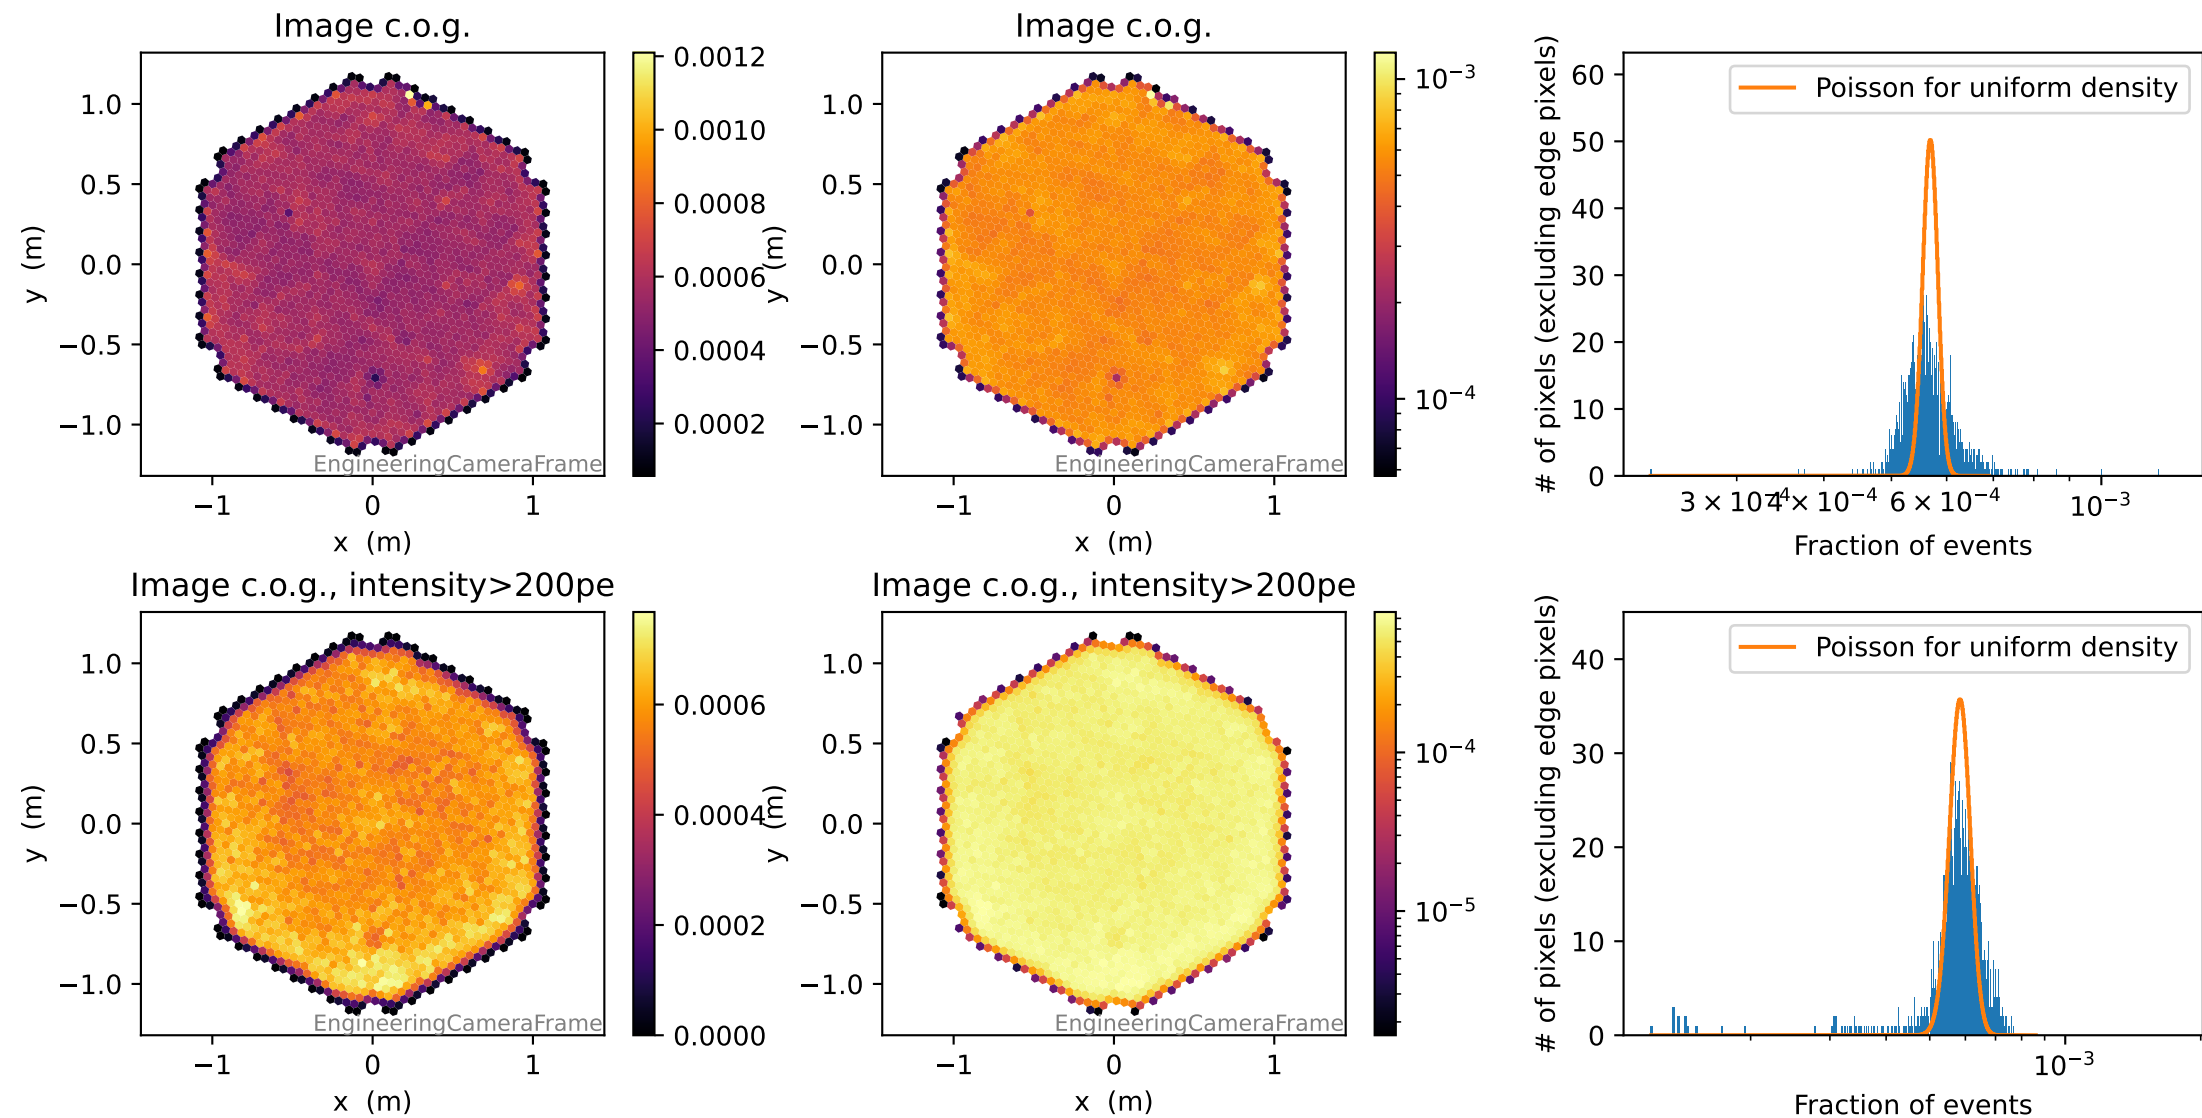 Image c.o.g.
1.0
0.5
0.0
−0.5
−1.0
y (m)
−1
0
1
x (m)
EngineeringCameraFrame
0.0012
0.0010
0.0008
0.0006
0.0004
0.0002
Image c.o.g.
1.0
0.5
0.0
−0.5
−1.0
y (m)
−1
0
1
x (m)
EngineeringCameraFrame
10⁻³
10⁻⁴
Poisson for uniform density
60
50
40
30
20
10
0
# of pixels (excluding edge pixels)
3 × 10⁻⁴
4 × 10⁻⁴
6 × 10⁻⁴
10⁻³
Fraction of events
Image c.o.g., intensity>200pe
1.0
0.5
0.0
−0.5
−1.0
y (m)
−1
0
1
x (m)
EngineeringCameraFrame
0.0006
0.0004
0.0002
0.0000
Image c.o.g., intensity>200pe
1.0
0.5
0.0
−0.5
−1.0
y (m)
−1
0
1
x (m)
EngineeringCameraFrame
10⁻⁴
10⁻⁵
Poisson for uniform density
40
30
20
10
0
# of pixels (excluding edge pixels)
10⁻³
Fraction of events